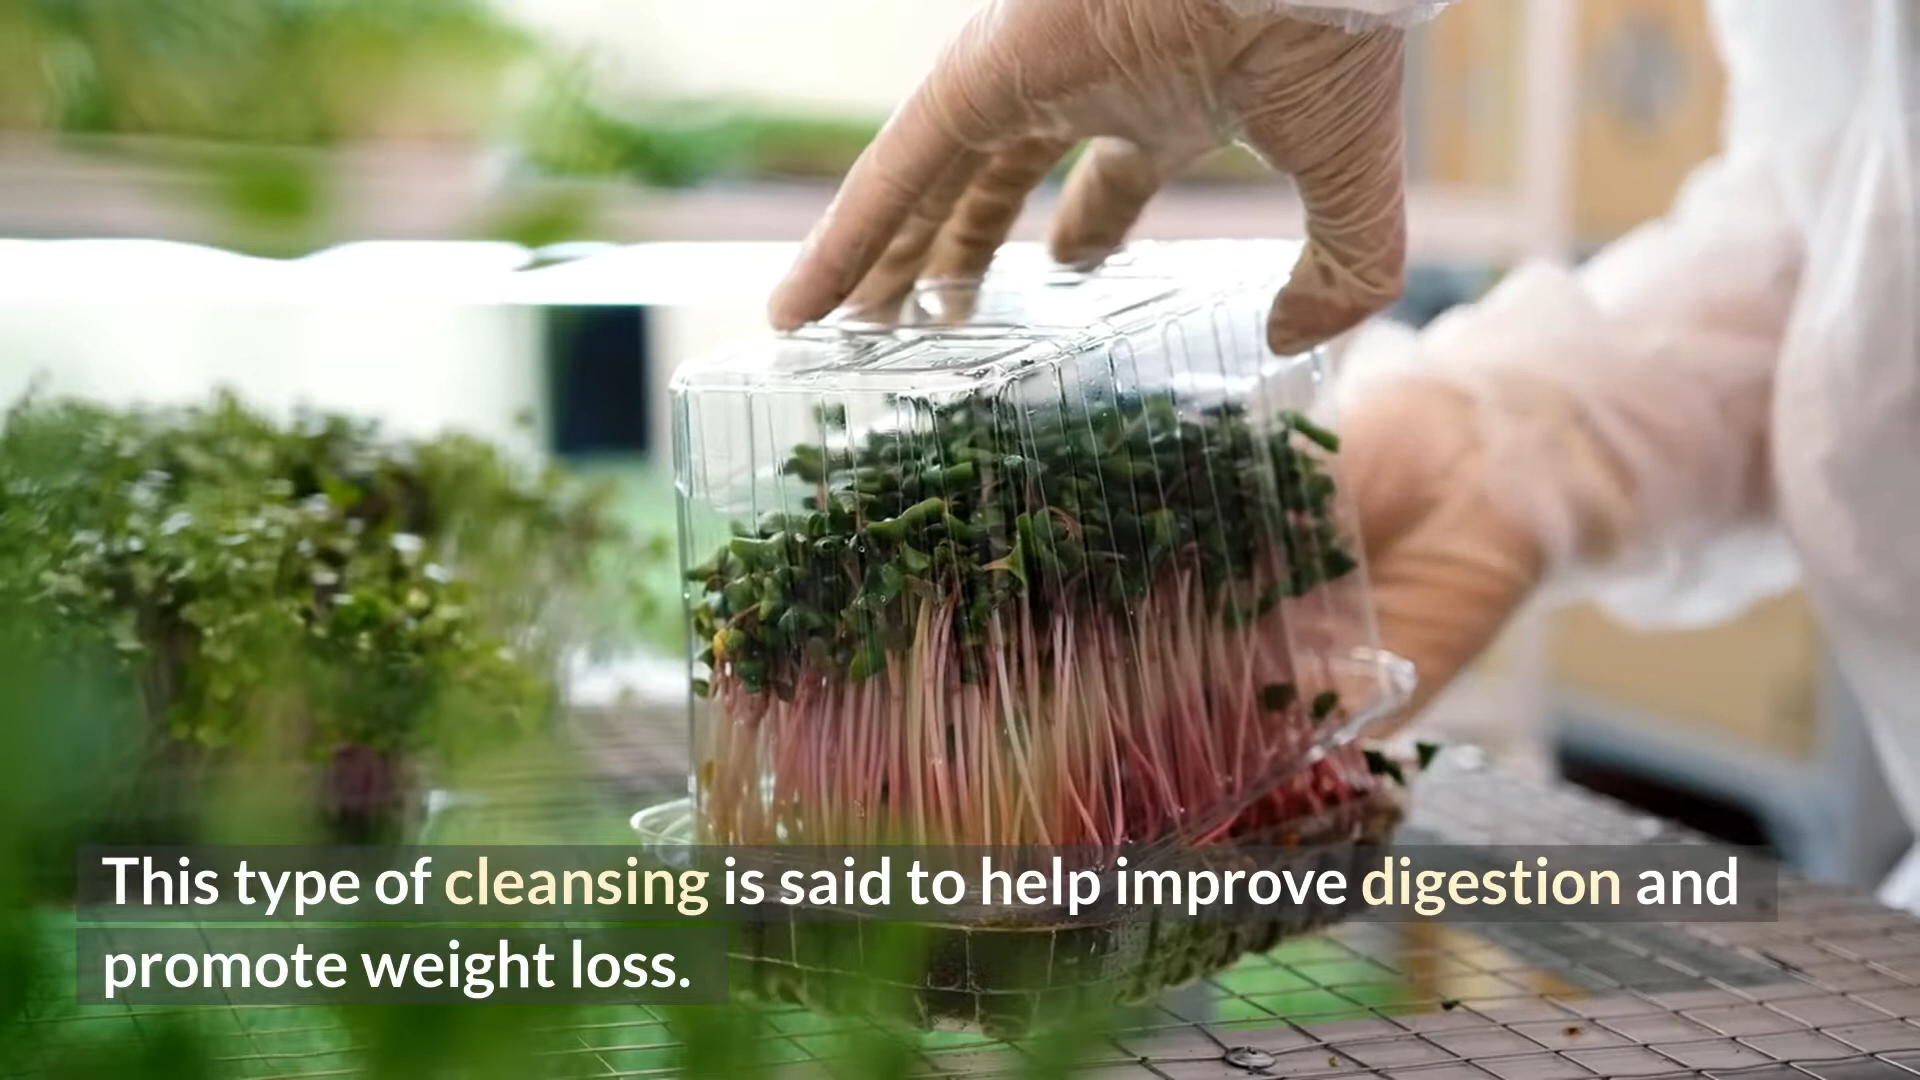 This type of cleansing is said to help improve digestion and
promote weight loss.